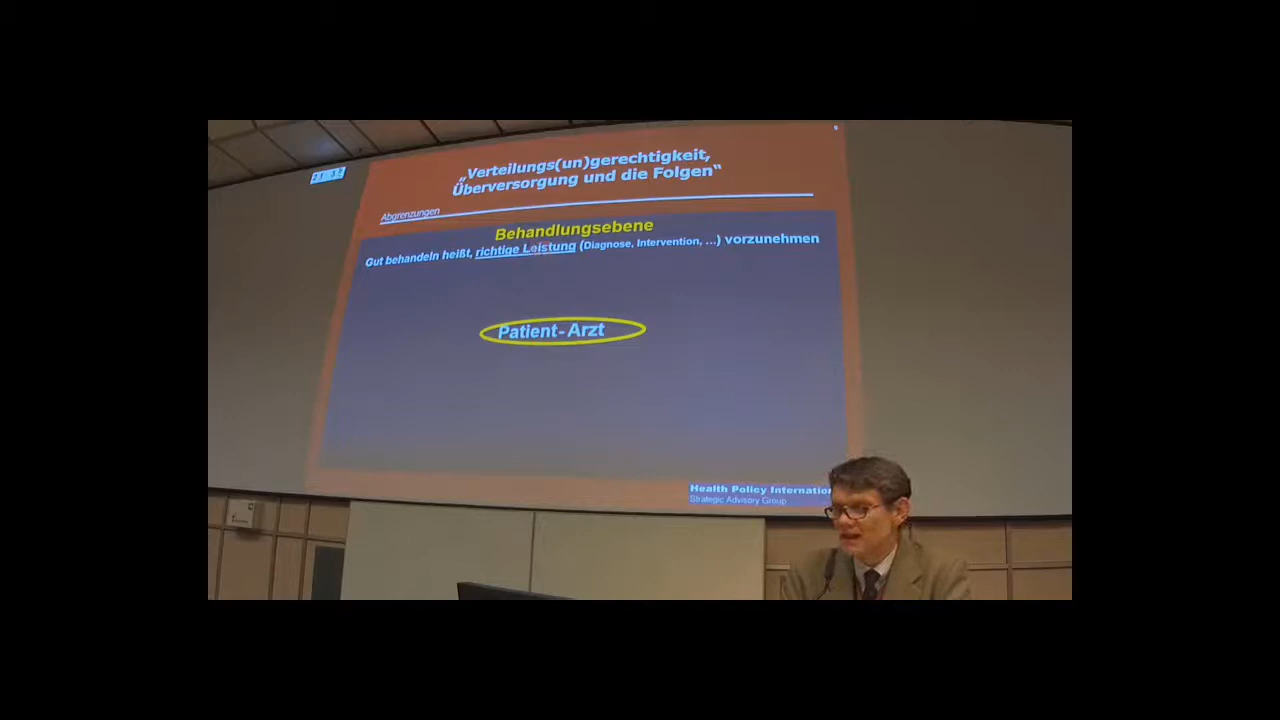 „Verteilungs(un)gerechtigkeit,
Überversorgung und die Folgen“
Abgrenzungen
Behandlungsebene
Gut behandeln heißt, richtige Leistung (Diagnose, Intervention, ...) vorzunehmen
Patient-Arzt
Health Policy Internation
Strategic Advisory Group